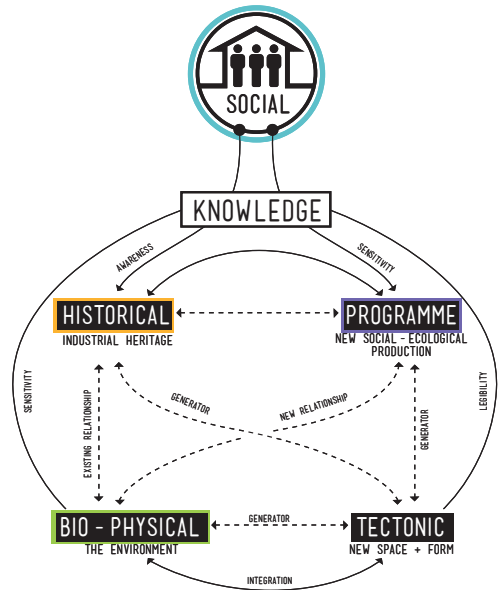 SOCIAL
KNOWLEDGE
AWARENESS
SENSITIVITY
HISTORICAL
INDUSTRIAL HERITAGE
PROGRAMME
NEW SOCIAL - ECOLOGICAL
PRODUCTION
SENSITIVITY
EXISTING RELATIONSHIP
GENERATOR
NEW RELATIONSHIP
GENERATOR
LEGIBILITY
BIO - PHYSICAL
THE ENVIRONMENT
GENERATOR
TECTONIC
NEW SPACE + FORM
INTEGRATION